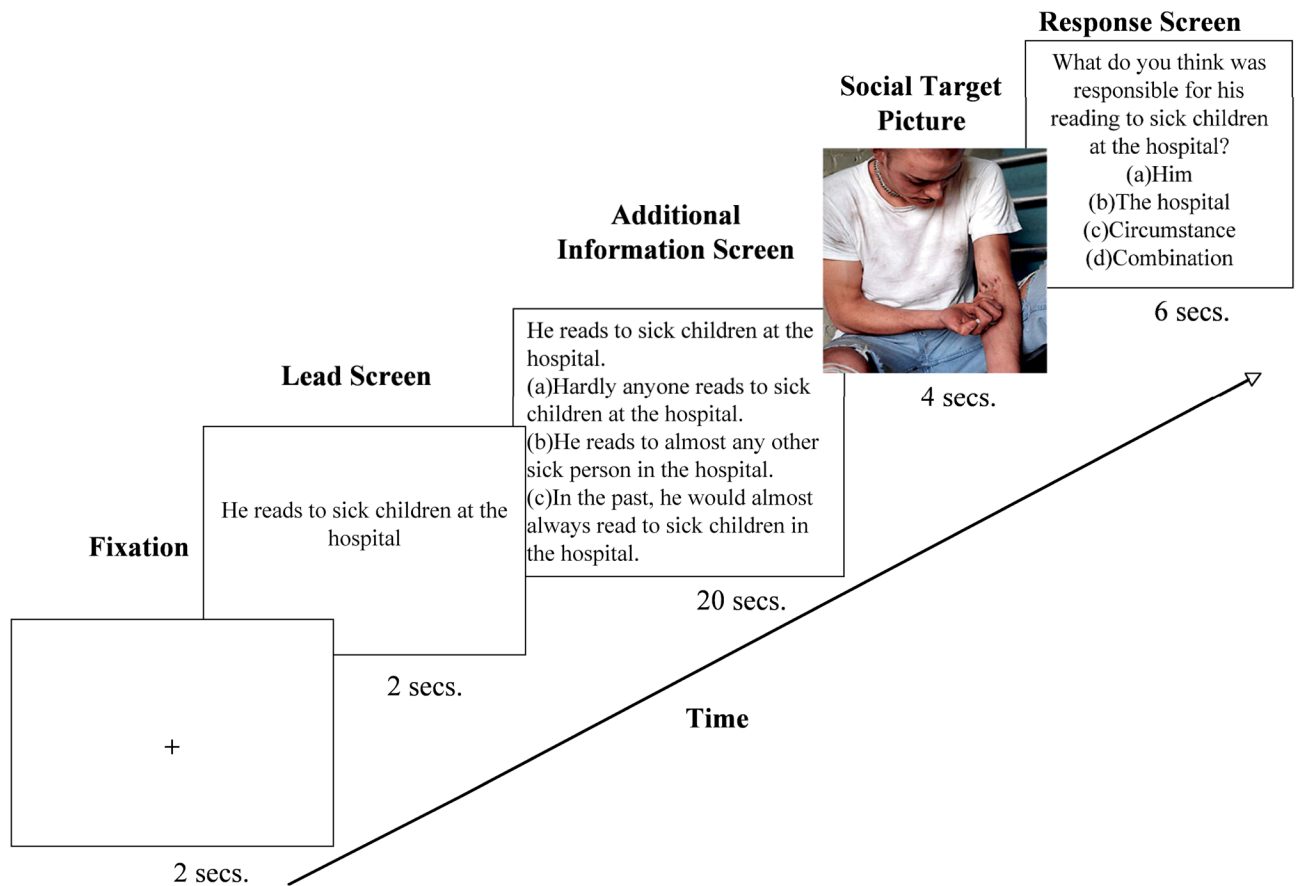 Response Screen
What do you think was
responsible for his
reading to sick children
at the hospital?
(a)Him
(b)The hospital
(c)Circumstance
(d)Combination
6 secs.
Social Target
Picture
4 secs.
Additional
Information Screen
He reads to sick children at the
hospital.
(a)Hardly anyone reads to sick
children at the hospital.
(b)He reads to almost any other
sick person in the hospital.
(c)In the past, he would almost
always read to sick children in
the hospital.
20 secs.
Lead Screen
He reads to sick children at the
hospital
2 secs.
Fixation
+
2 secs.
Time